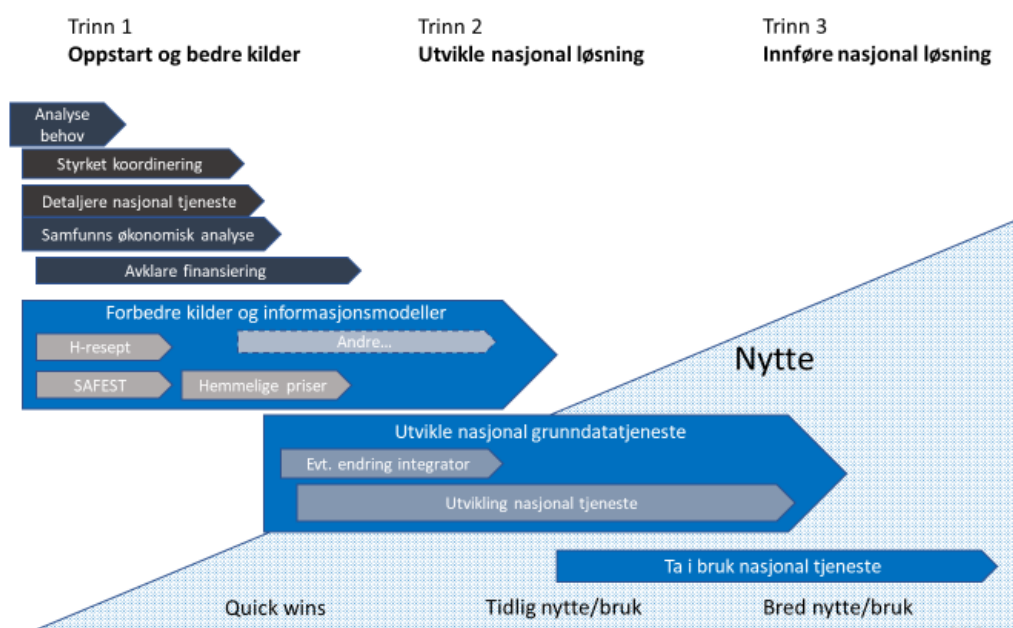 Trinn 1
Oppstart og bedre kilder
Trinn 2
Utvikle nasjonal løsning
Trinn 3
Innføre nasjonal løsning
Analyse
behov
Styrket koordinering
Detaljere nasjonal tjeneste
Samfunns økonomisk analyse
Avklare finansiering
Forbedre kilder og informasjonsmodeller
H-resept
Andre...
SAFEST
Hemmelige priser
Nytte
Utvikle nasjonal grunndatatjeneste
Evt. endring integrator
Utvikling nasjonal tjeneste
Ta i bruk nasjonal tjeneste
Quick wins
Tidlig nytte/bruk
Bred nytte/bruk